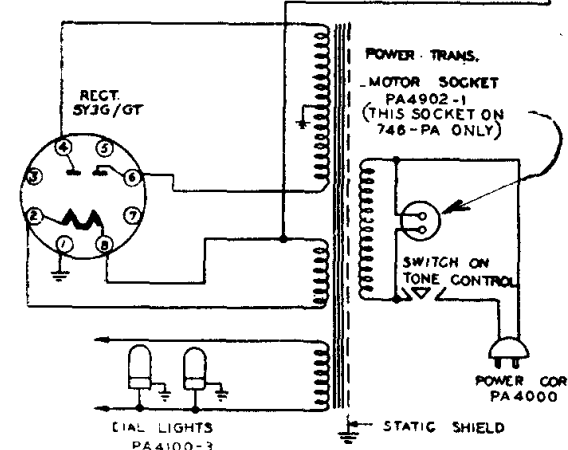 POWER TRANS.
MOTOR SOCKET
PA4902-1
(THIS SOCKET ON
746-PA ONLY)
RECT.
5Y3G/GT
4
5
3
6
2
7
1
8
SWITCH ON
TONE CONTROL
POWER COR
PA4000
DIAL LIGHTS
PA4100-3
STATIC SHIELD